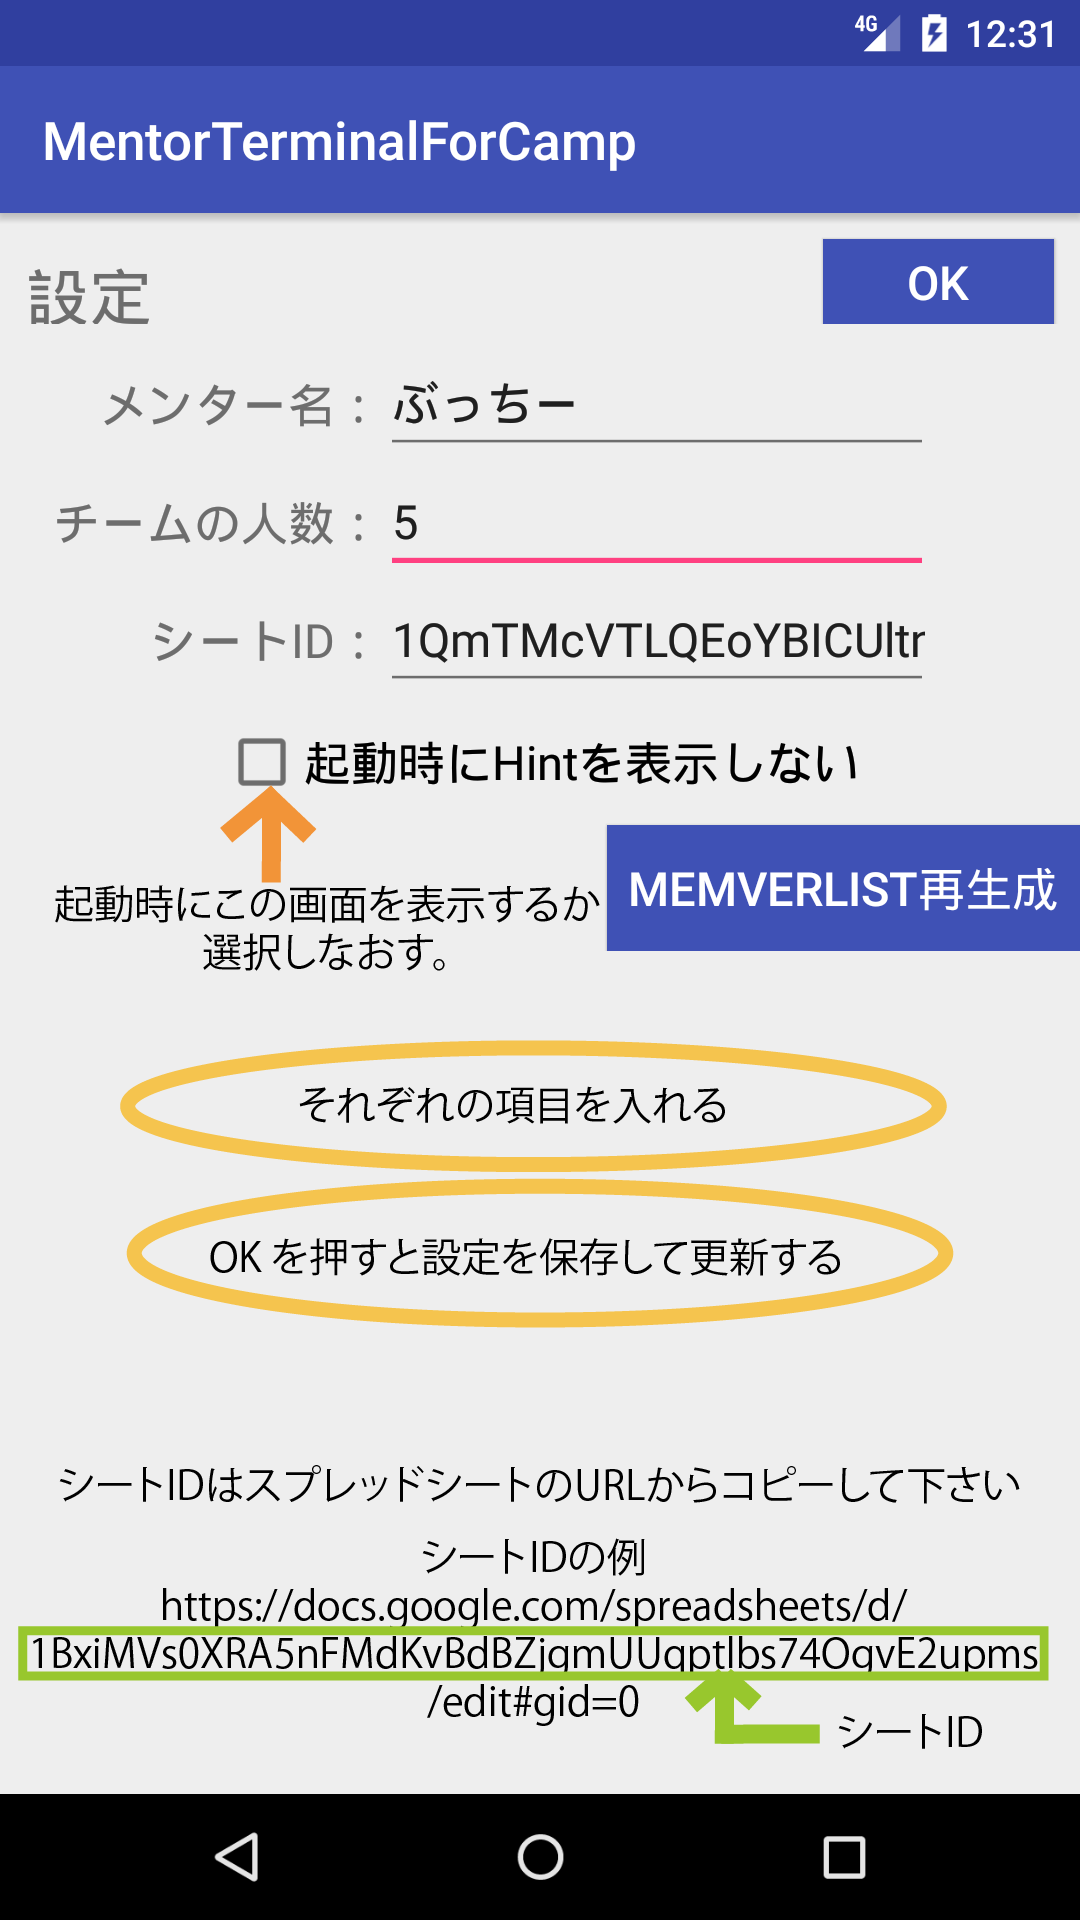 4G 12:31
MentorTerminalForCamp
設定
OK
メンター名：ぶっちー
チームの人数：5
シートID：1QmTMcVTLQEoYBICUltr
起動時にHintを表示しない
起動時にこの画面を表示するか
選択しなおす。
MEMVERLIST再生成
それぞれの項目を入れる
OK を押すと設定を保存して更新する
シートIDはスプレッドシートのURLからコピーして下さい
シートIDの例
https://docs.google.com/spreadsheets/d/
1BxiMVs0XRA5nFMdKvBdBZjgmUUqptlbs74OgvE2upms
/edit#gid=0
シートID